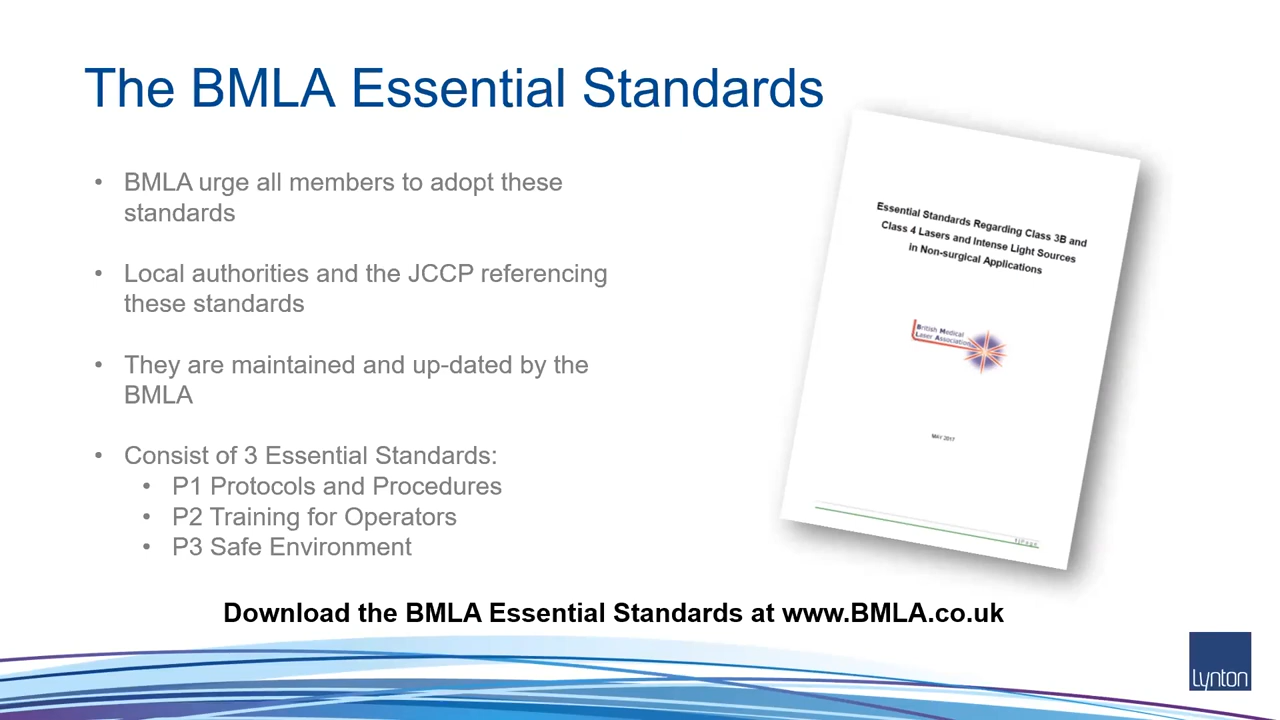 The BMLA Essential Standards
• BMLA urge all members to adopt these
standards
• Local authorities and the JCCP referencing
these standards
• They are maintained and up-dated by the
BMLA
• Consist of 3 Essential Standards:
• P1 Protocols and Procedures
• P2 Training for Operators
• P3 Safe Environment
Essential Standards Regarding Class 3B and
Class 4 Lasers and Intense Light Sources
in Non-surgical Applications
British Medical
Laser Association
MAY 2017
Download the BMLA Essential Standards at www.BMLA.co.uk
Lynton